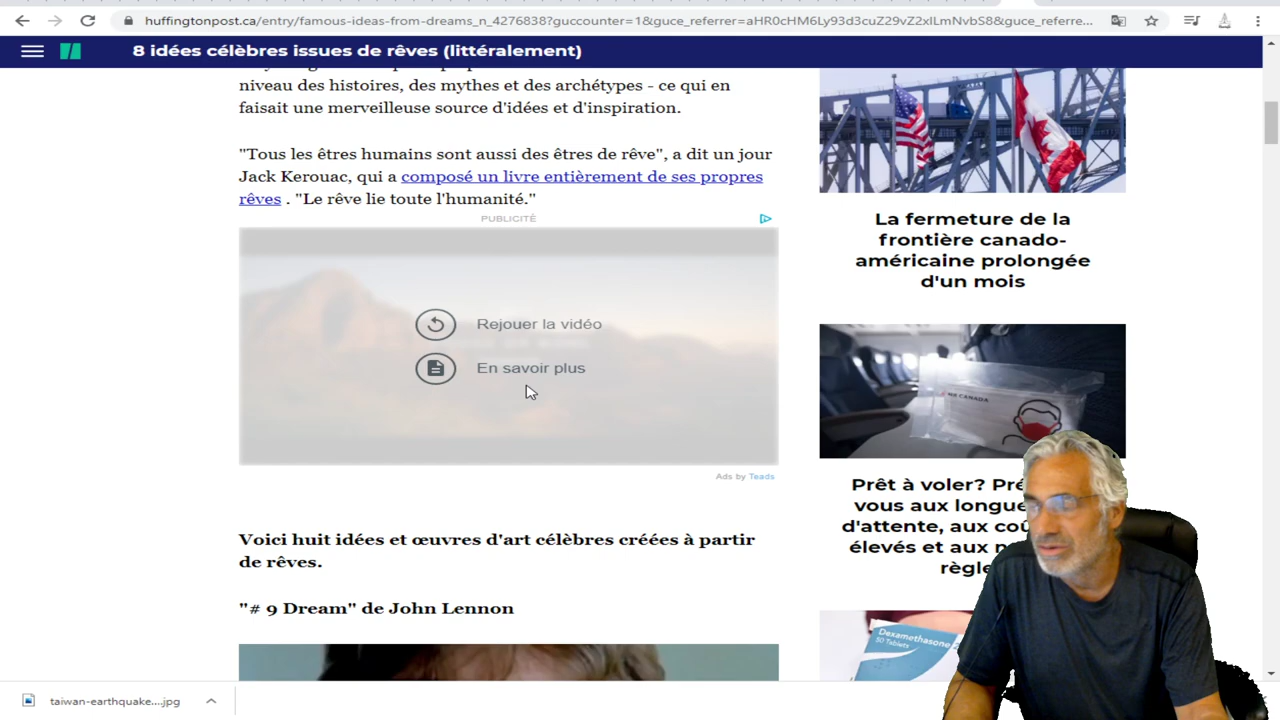 huffingtonpost.ca/entry/famous-ideas-from-dreams_n_4276838?guccounter=1&guce_referrer=aHR0cHM6Ly93d3cuZ29vZ2xlLmNvbS8&guce_referre...
8 idées célèbres issues de rêves (littéralement)
niveau des histoires, des mythes et des archétypes - ce qui en
faisait une merveilleuse source d'idées et d'inspiration.
"Tous les êtres humains sont aussi des êtres de rêve", a dit un jour
Jack Kerouac, qui a composé un livre entièrement de ses propres
rêves . "Le rêve lie toute l'humanité."
PUBLICITÉ
Rejouer la vidéo
En savoir plus
Ads by Teads
Voici huit idées et œuvres d'art célèbres créées à partir
de rêves.
"# 9 Dream" de John Lennon
La fermeture de la
frontière canado-
américaine prolongée
d'un mois
AIR CANADA
Prêt à voler?
vous aux
d'attente, aux
élevés et aux
Dexamethasone
50 Tablets
taiwan-earthquake....jpg